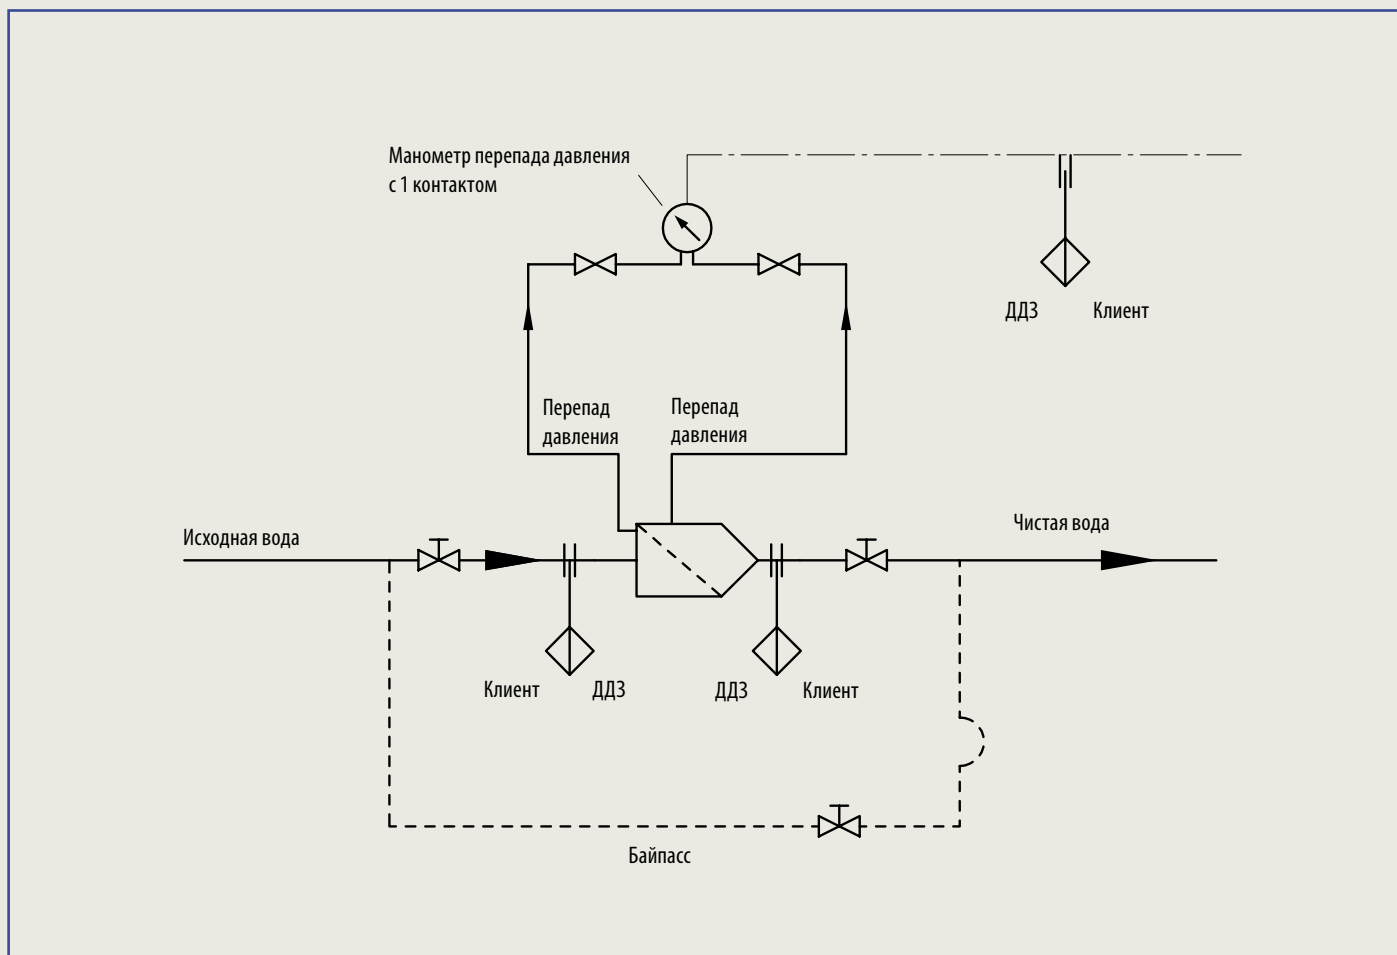 Манометр перепада давления
с 1 контактом
ДДЗ
Клиент
Перепад
давления
Перепад
давления
Исходная вода
Чистая вода
Клиент
ДДЗ
ДДЗ
Клиент
Байпасс